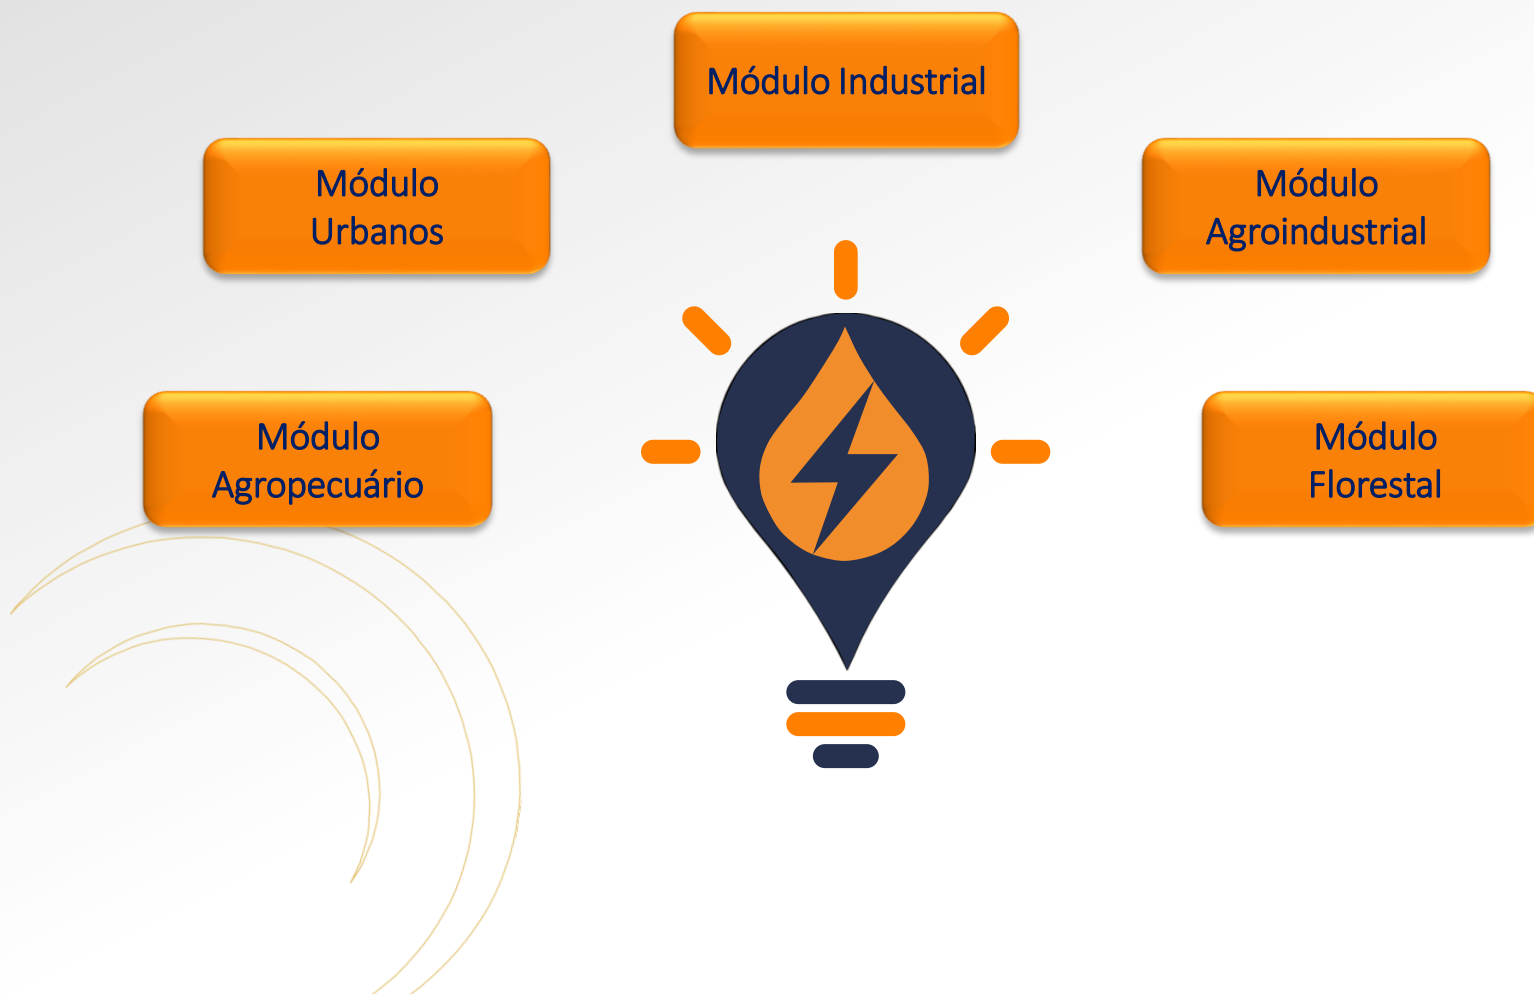 Módulo Industrial
Módulo
Urbanos
Módulo
Agroindustrial
Módulo
Agropecuário
Módulo
Florestal